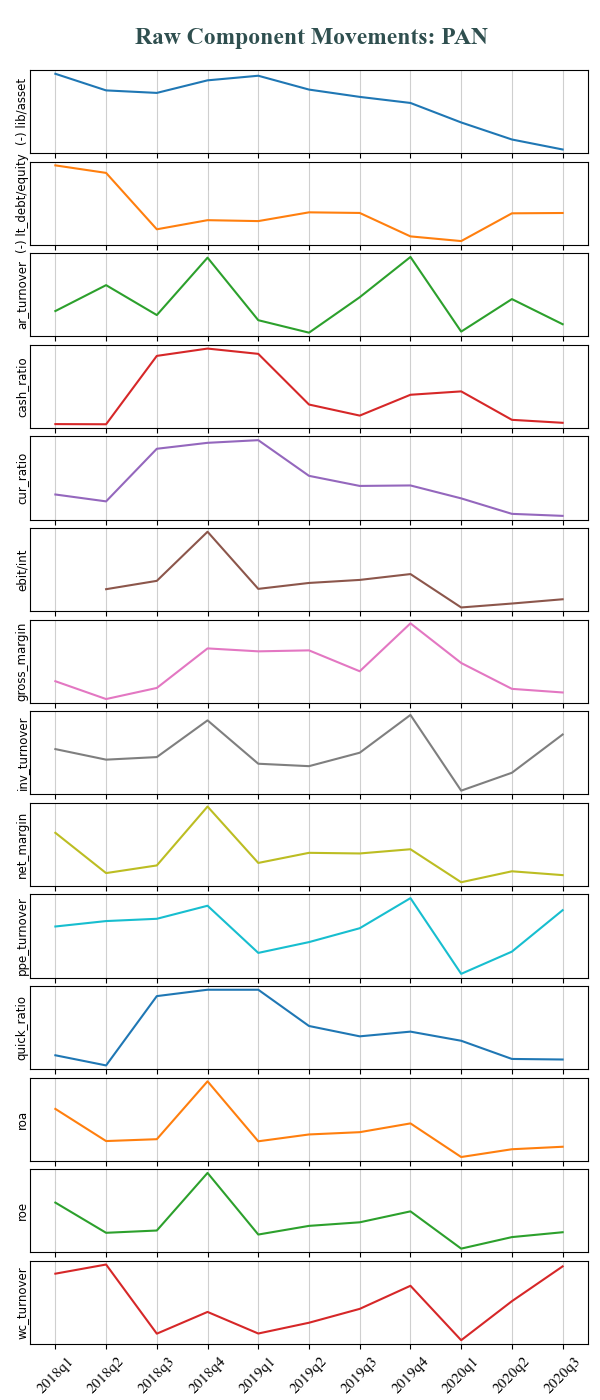 Raw Component Movements: PAN
(-) lib/asset
(-) lt_debt/equity
ar_turnover
cash_ratio
cur_ratio
ebit/int
gross_margin
inv_turnover
net_margin
ppe_turnover
quick_ratio
roa
roe
wc_turnover
2018q1 2018q2 2018q3 2018q4 2019q1 2019q2 2019q3 2019q4 2020q1 2020q2 2020q3